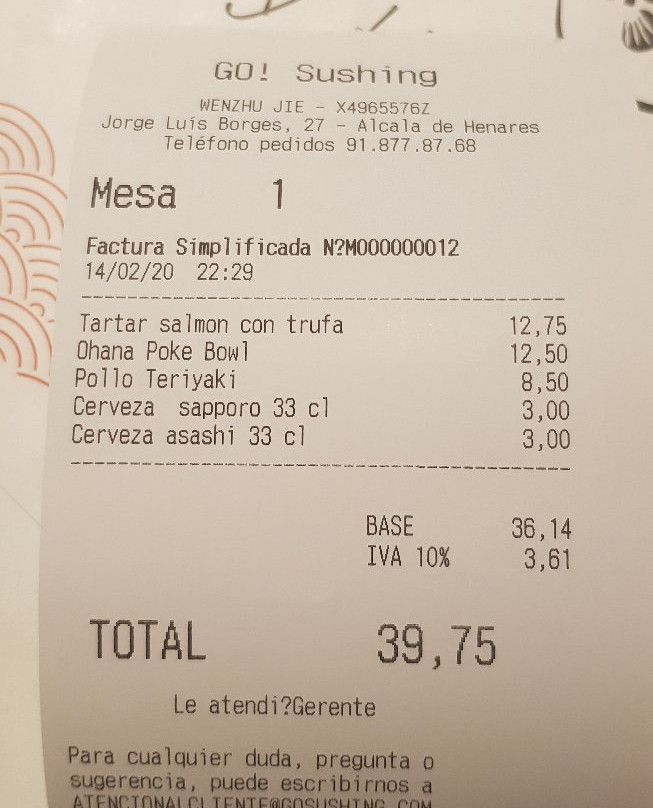 GO! Sushing
WENZHU JIE - X4965576Z
Jorge Luis Borges, 27 - Alcala de Henares
Teléfono pedidos 91.877.87.68
Mesa 1
Factura Simplificada N?M000000012
14/02/20 22:29
Tartar salmon con trufa 12,75
Ohana Poke Bowl 12,50
Pollo Teriyaki 8,50
Cerveza sapporo 33 cl 3,00
Cerveza asashi 33 cl 3,00
BASE 36,14
IVA 10% 3,61
TOTAL 39,75
Le atendi?Gerente
Para cualquier duda, pregunta o
sugerencia, puede escribirnos a
ATENCIONALCLIENTE@GOSUSHING.COM